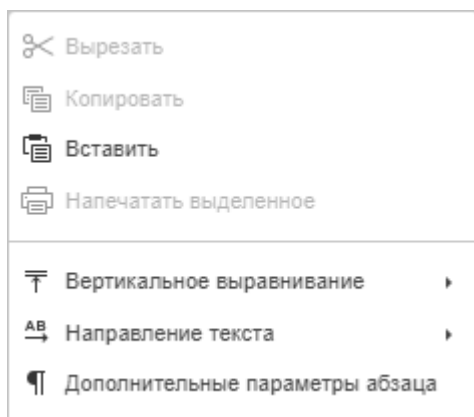 Вырезать
Копировать
Вставить
Напечатать выделенное
Вертикальное выравнивание
AB Направление текста
Дополнительные параметры абзаца